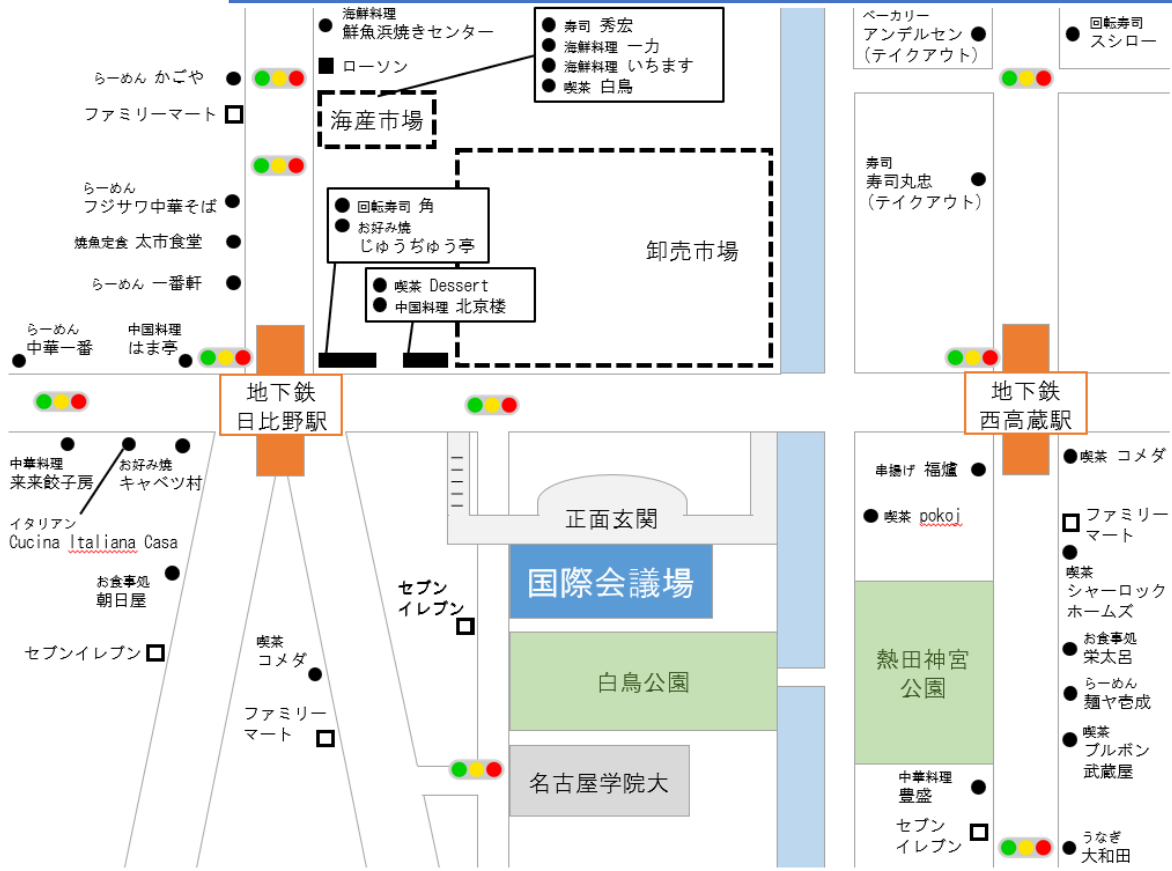 海鮮料理
鮮魚浜焼きセンター
ローソン
寿司 秀宏
海鮮料理 一力
海鮮料理 いちます
喫茶 白鳥
ベーカリー
アンデルセン
(テイクアウト)
回転寿司
スシロー
らーめん かごや
ファミリーマート
海産市場
寿司
寿司丸忠
(テイクアウト)
らーめん
フジサワ中華そば
焼魚定食 太市食堂
らーめん 一番軒
回転寿司 角
お好み焼
じゅうぢゅう亭
卸売市場
喫茶 Dessert
中国料理 北京楼
らーめん
中華一番
中国料理
はま亭
地下鉄
日比野駅
地下鉄
西高蔵駅
中華料理
来来餃子房
お好み焼
キャベツ村
イタリアン
Cucina Italiana Casa
お食事処
朝日屋
セブンイレブン
喫茶
コメダ
ファミリー
マート
セブン
イレブン
正面玄関
国際会議場
白鳥公園
名古屋学院大
串揚げ 福爐
喫茶 pokoj
熱田神宮
公園
中華料理
豊盛
セブン
イレブン
喫茶 コメダ
ファミリー
マート
喫茶
シャーロック
ホームズ
お食事処
栄太呂
らーめん
麺ヤ壱成
喫茶
ブルボン
武蔵屋
うなぎ
大和田